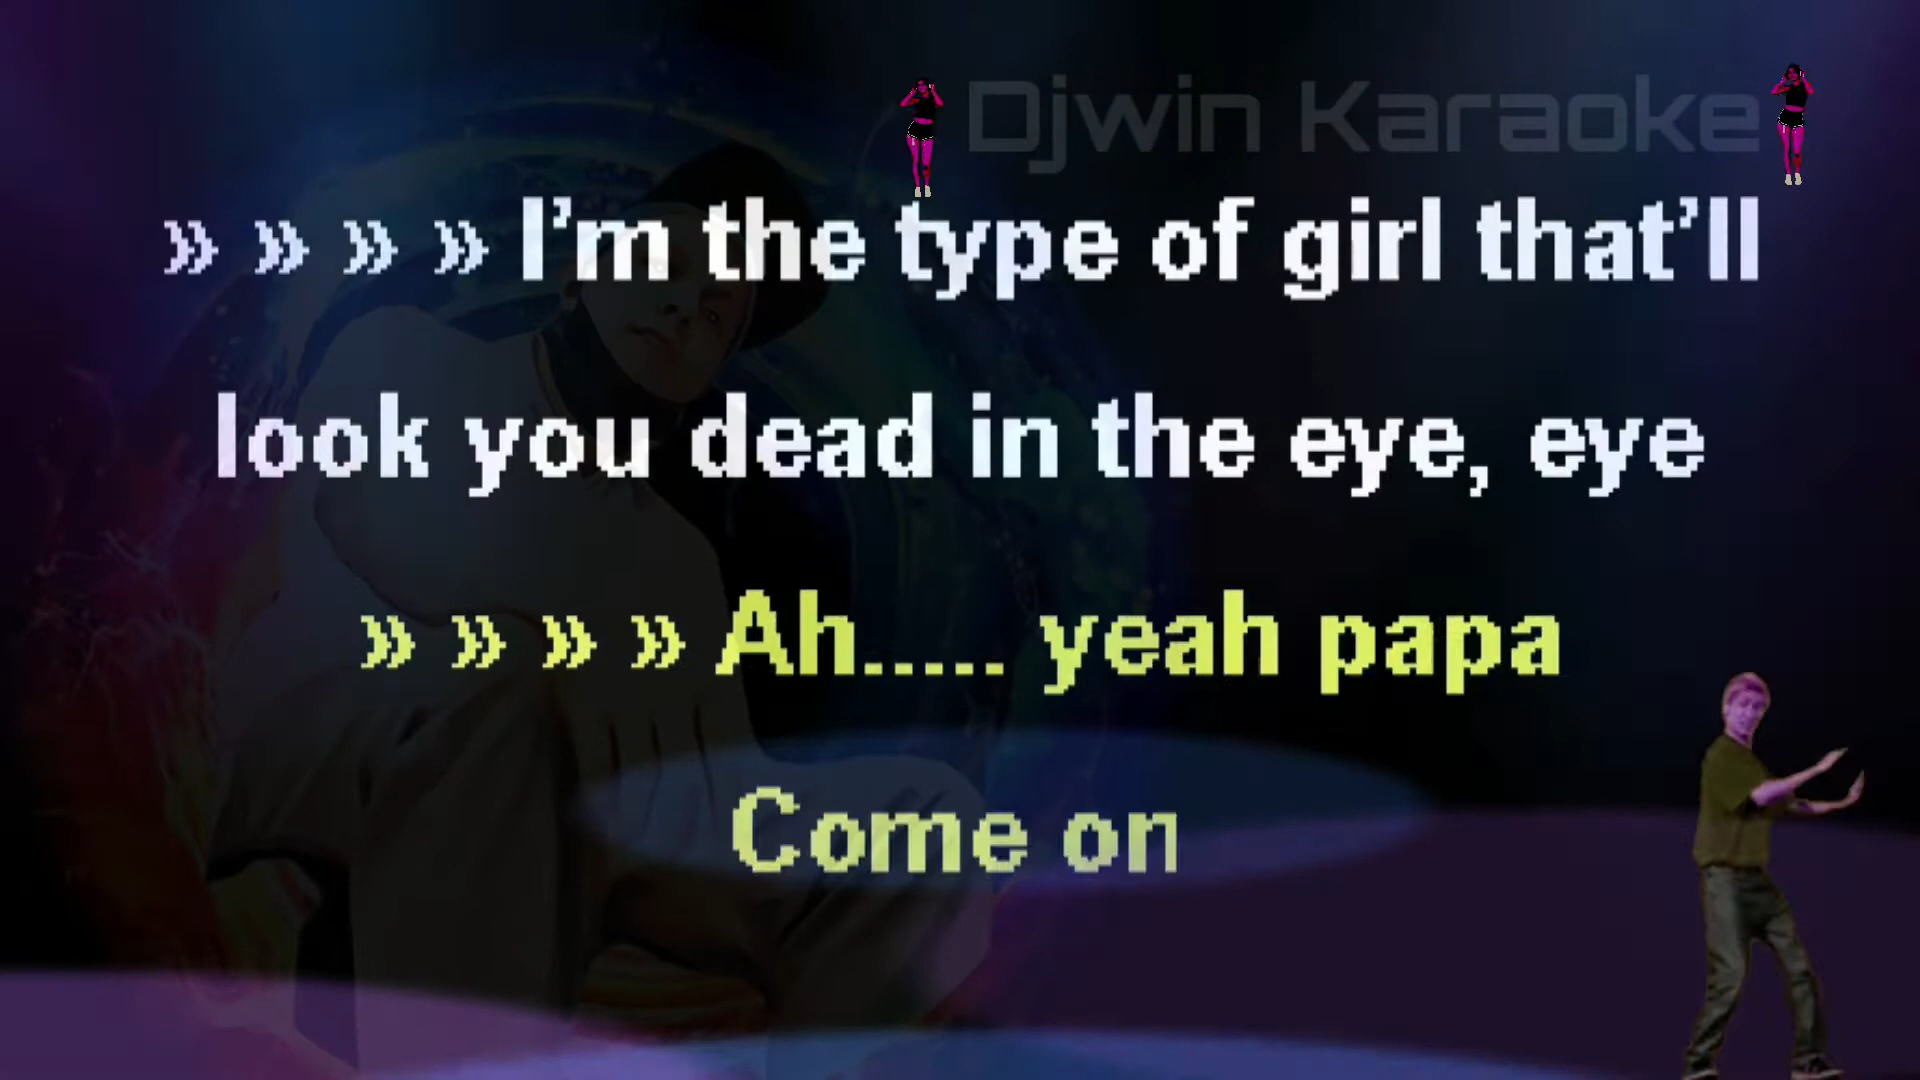 Djwin Karaoke
» » » » I’m the type of girl that’ll
look you dead in the eye, eye
» » » » Ah..... yeah papa
Come on